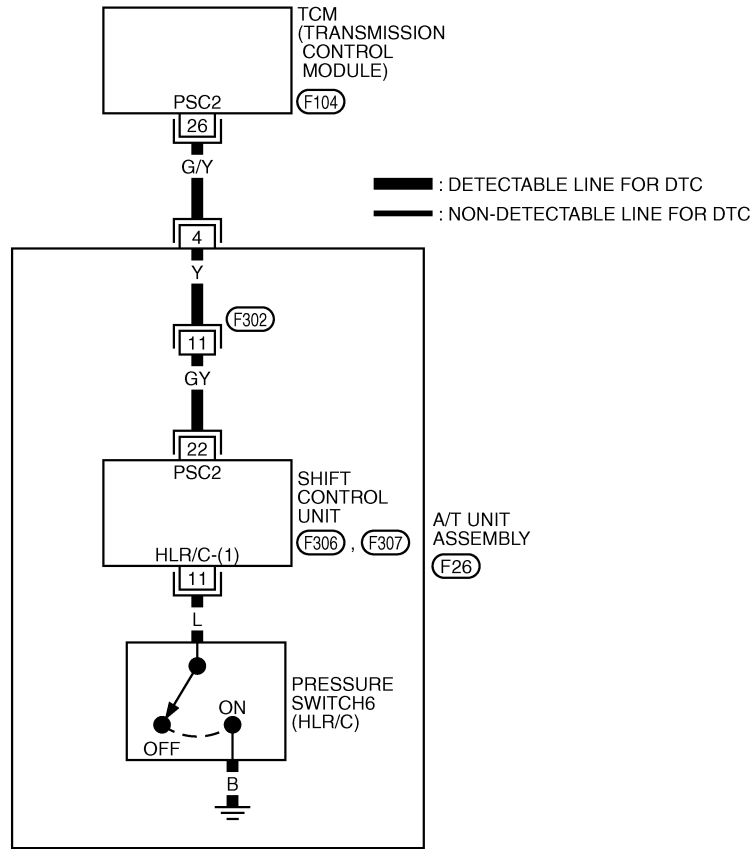 TCM
(TRANSMISSION
CONTROL
MODULE)
PSC2
F104
26
G/Y
: DETECTABLE LINE FOR DTC
: NON-DETECTABLE LINE FOR DTC
4
Y
F302
11
GY
22
PSC2
SHIFT
CONTROL
UNIT
F306 , F307
HLR/C-(1)
A/T UNIT
ASSEMBLY
F26
11
L
PRESSURE
SWITCH6
(HLR/C)
ON
OFF
B